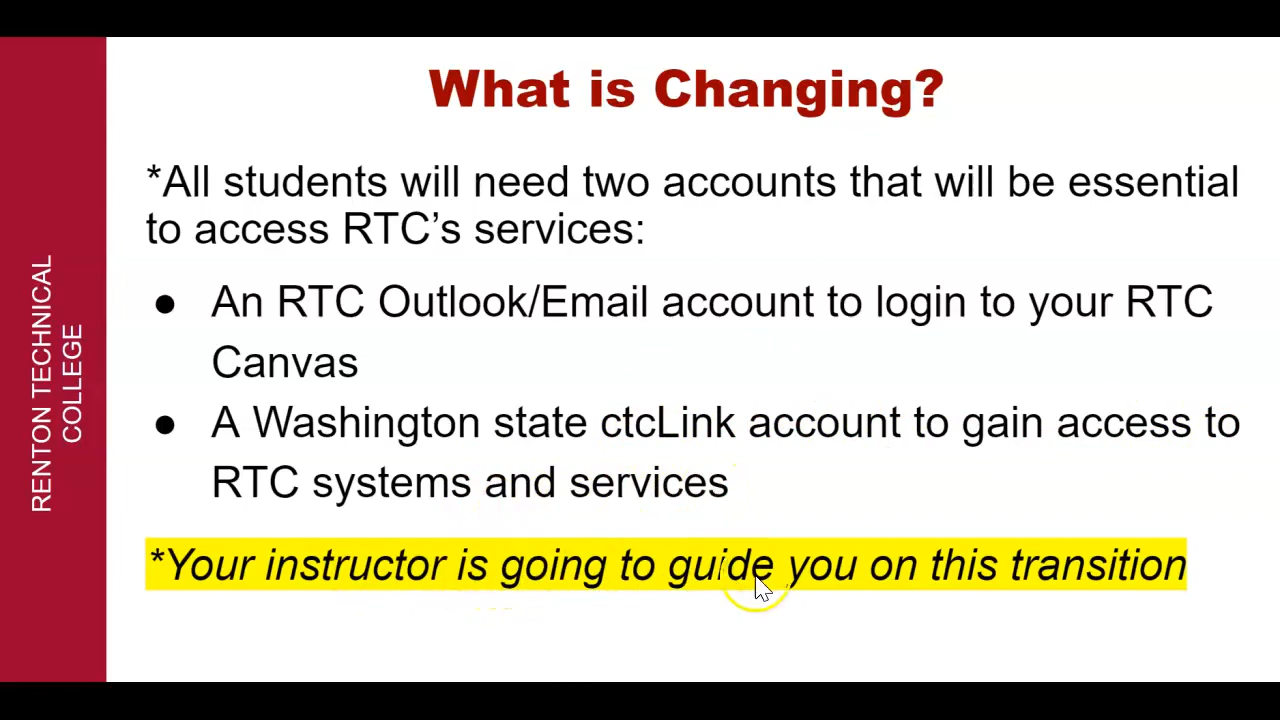 What is Changing?
*All students will need two accounts that will be essential
to access RTC’s services:
● An RTC Outlook/Email account to login to your RTC
Canvas
● A Washington state ctcLink account to gain access to
RTC systems and services
*Your instructor is going to guide you on this transition
RENTON TECHNICAL
COLLEGE